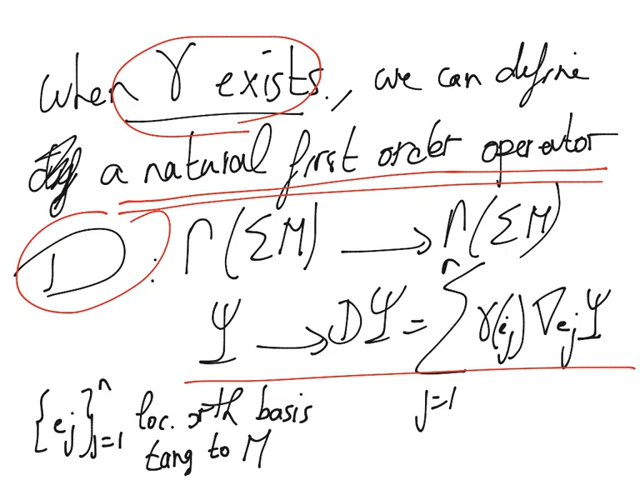 when γ exists., we can define
a natural first order operator
D : Γ(ΣM) ⟶ Γ(ΣM)
Ψ ⟶ DΨ = ∑_{j=1}^{n} γ(e_j) ∇_{e_j} Ψ
{e_j}_{j=1}^{n} loc. orth basis
tang to M